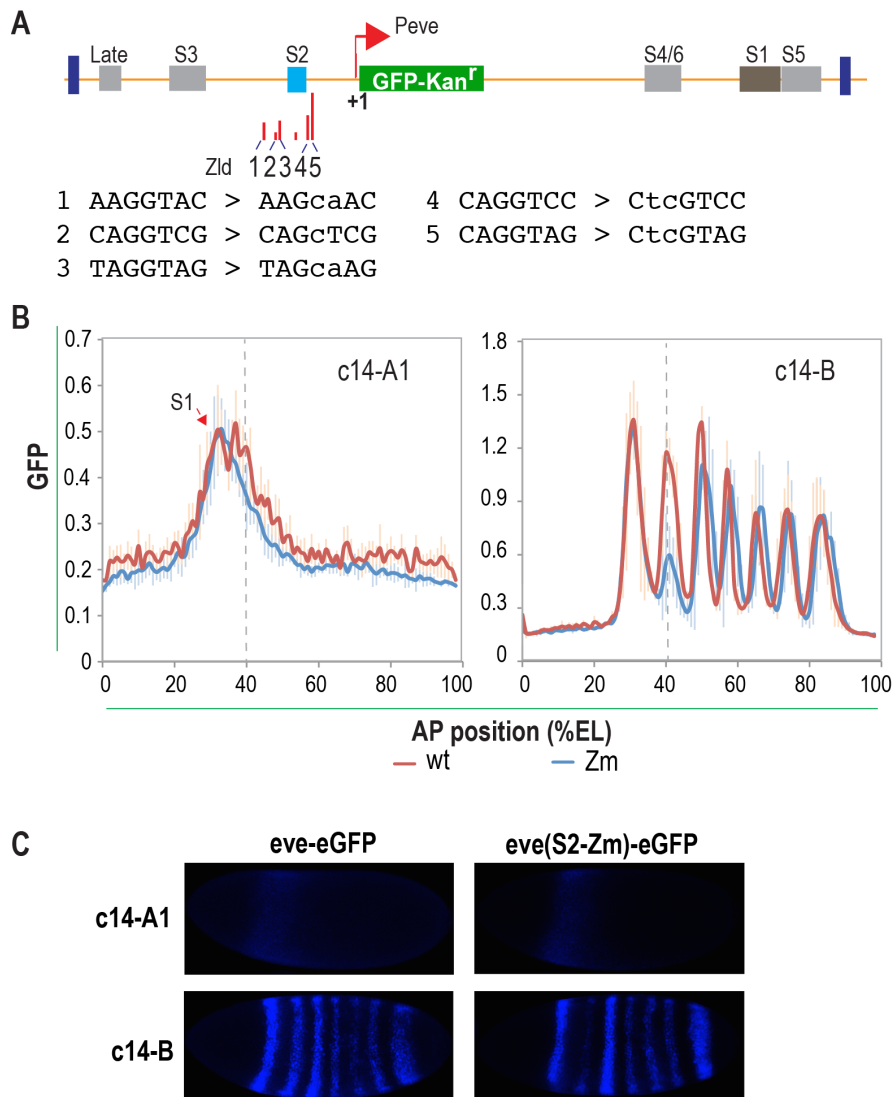 A
Peve
Late S3 S2 S4/6 S1 S5
GFP-Kanr
+1
Zld 1 2 3 4 5
1 AAGGTAC > AAGcaAC 4 CAGGTCC > CtcGTCC
2 CAGGTCG > CAGcTCG 5 CAGGTAG > CtcGTAG
3 TAGGTAG > TAGcaAG
B
GFP
0.7
0.6
0.5
0.4
0.3
0.2
0.1
0
c14-A1
S1
0 20 40 60 80 100
1.8
1.5
1.2
0.9
0.6
0.3
0
c14-B
0 20 40 60 80 100
AP position (%EL)
wt Zm
C
eve-eGFP eve(S2-Zm)-eGFP
c14-A1
c14-B